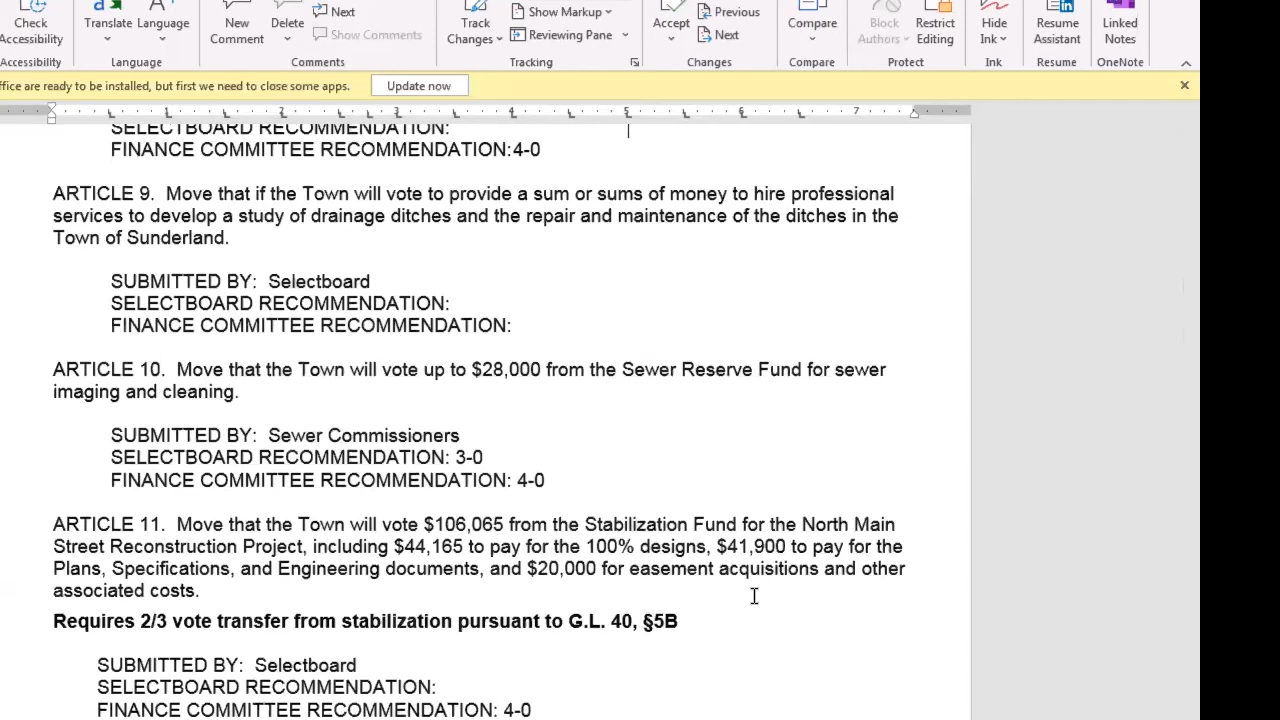 Check
Accessibility
Accessibility
Translate
Language
Language
New
Comment
Delete
Next
Show Comments
Comments
Track
Changes
Show Markup
Reviewing Pane
Tracking
Accept
Previous
Next
Changes
Compare
Compare
Block
Authors
Restrict
Editing
Protect
Hide
Ink
Ink
Resume
Assistant
Resume
Linked
Notes
OneNote
ffice are ready to be installed, but first we need to close some apps.
Update now
1 2 3 4 5 6 7
SELECTBOARD RECOMMENDATION:
FINANCE COMMITTEE RECOMMENDATION:4-0
ARTICLE 9.  Move that if the Town will vote to provide a sum or sums of money to hire professional
services to develop a study of drainage ditches and the repair and maintenance of the ditches in the
Town of Sunderland.
SUBMITTED BY:  Selectboard
SELECTBOARD RECOMMENDATION:
FINANCE COMMITTEE RECOMMENDATION:
ARTICLE 10.  Move that the Town will vote up to $28,000 from the Sewer Reserve Fund for sewer
imaging and cleaning.
SUBMITTED BY:  Sewer Commissioners
SELECTBOARD RECOMMENDATION: 3-0
FINANCE COMMITTEE RECOMMENDATION: 4-0
ARTICLE 11.  Move that the Town will vote $106,065 from the Stabilization Fund for the North Main
Street Reconstruction Project, including $44,165 to pay for the 100% designs, $41,900 to pay for the
Plans, Specifications, and Engineering documents, and $20,000 for easement acquisitions and other
associated costs.
Requires 2/3 vote transfer from stabilization pursuant to G.L. 40, §5B
SUBMITTED BY:  Selectboard
SELECTBOARD RECOMMENDATION:
FINANCE COMMITTEE RECOMMENDATION: 4-0